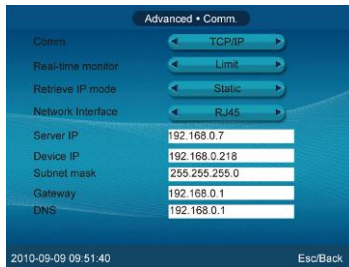 Advanced • Comm.
Comm TCP/IP
Real-time monitor Limit
Retrieve IP mode Static
Network Interface RJ45
Server IP 192.168.0.7
Device IP 192.168.0.218
Subnet mask 255.255.255.0
Gateway 192.168.0.1
DNS 192.168.0.1
2010-09-09 09:51:40 Esc/Back